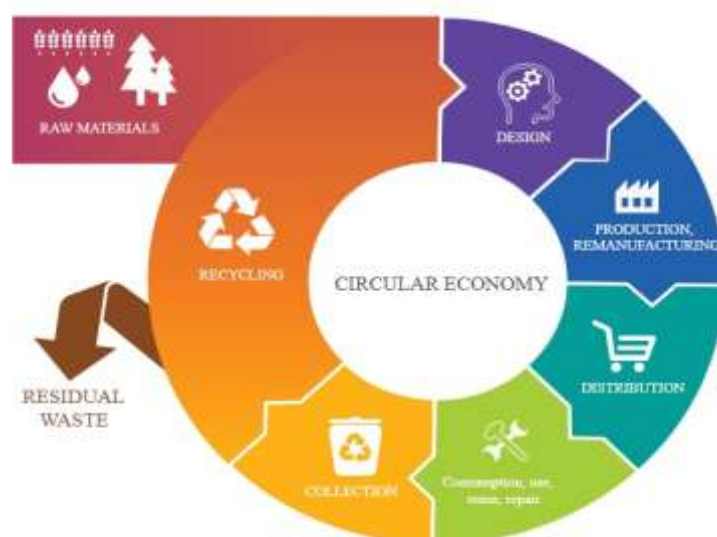 RAW MATERIALS
DESIGN
PRODUCTION,
REMANUFACTURING
RECYCLING
CIRCULAR ECONOMY
DISTRIBUTION
RESIDUAL
WASTE
COLLECTION
Consumption, use,
reuse, repair